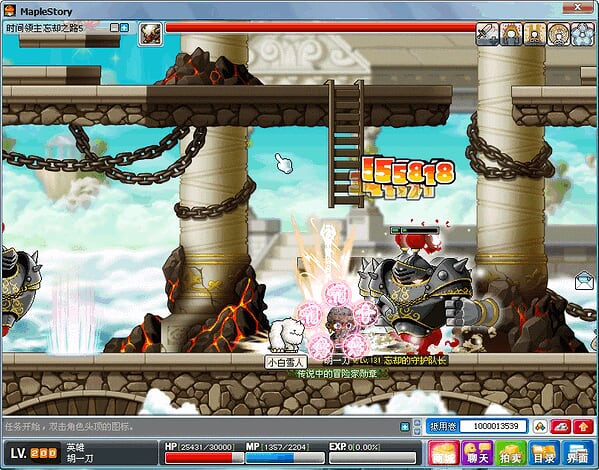 MapleStory
时间领主忘却之路5
155818
小白雪人
胡一刀
Lv.131 忘却的守护队长
传说中的冒险家勋章
任务开始，双击角色头顶的图标。
抵用卷
1000013539
LV. 200
英雄
胡一刀
HP[25431/30000]
MP[1357/2204]
EXP.0[0.00%]
商城
聊天
拍卖
目录
界面